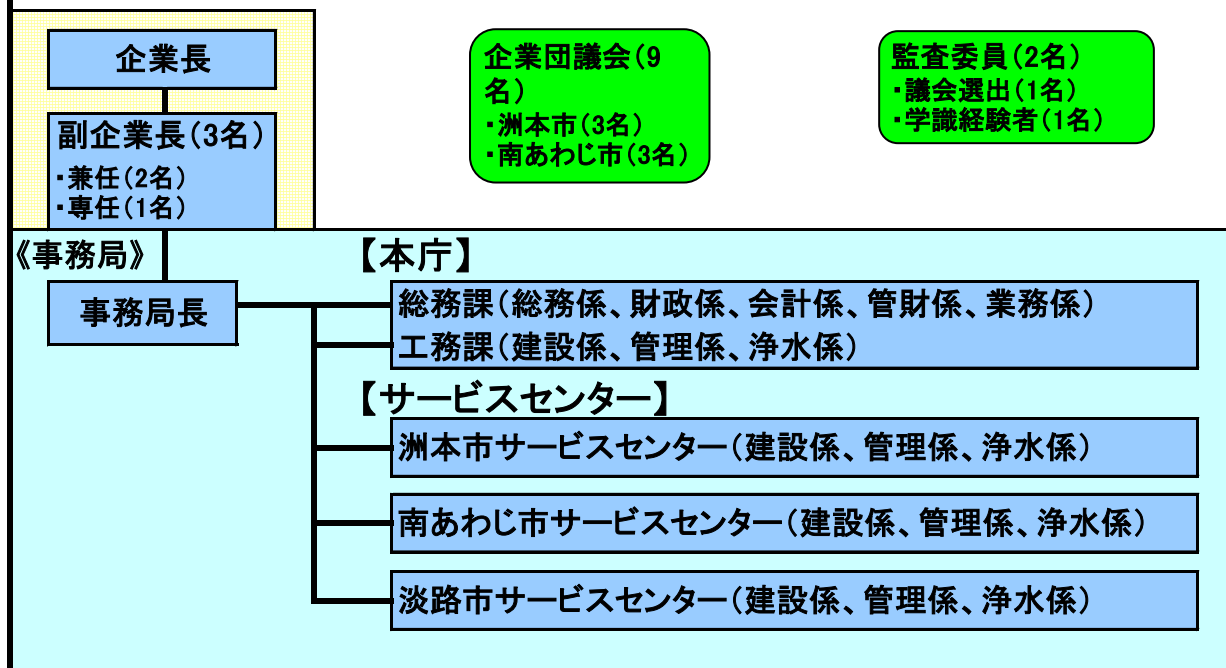 企業長
副企業長(3名)
・兼任(2名)
・専任(1名)
企業団議会(9
名)
・洲本市(3名)
・南あわじ市(3名)
監査委員(2名)
・議会選出(1名)
・学識経験者(1名)
《事務局》
事務局長
【本庁】
総務課(総務係、財政係、会計係、管財係、業務係)
工務課(建設係、管理係、浄水係)
【サービスセンター】
洲本市サービスセンター(建設係、管理係、浄水係)
南あわじ市サービスセンター(建設係、管理係、浄水係)
淡路市サービスセンター(建設係、管理係、浄水係)